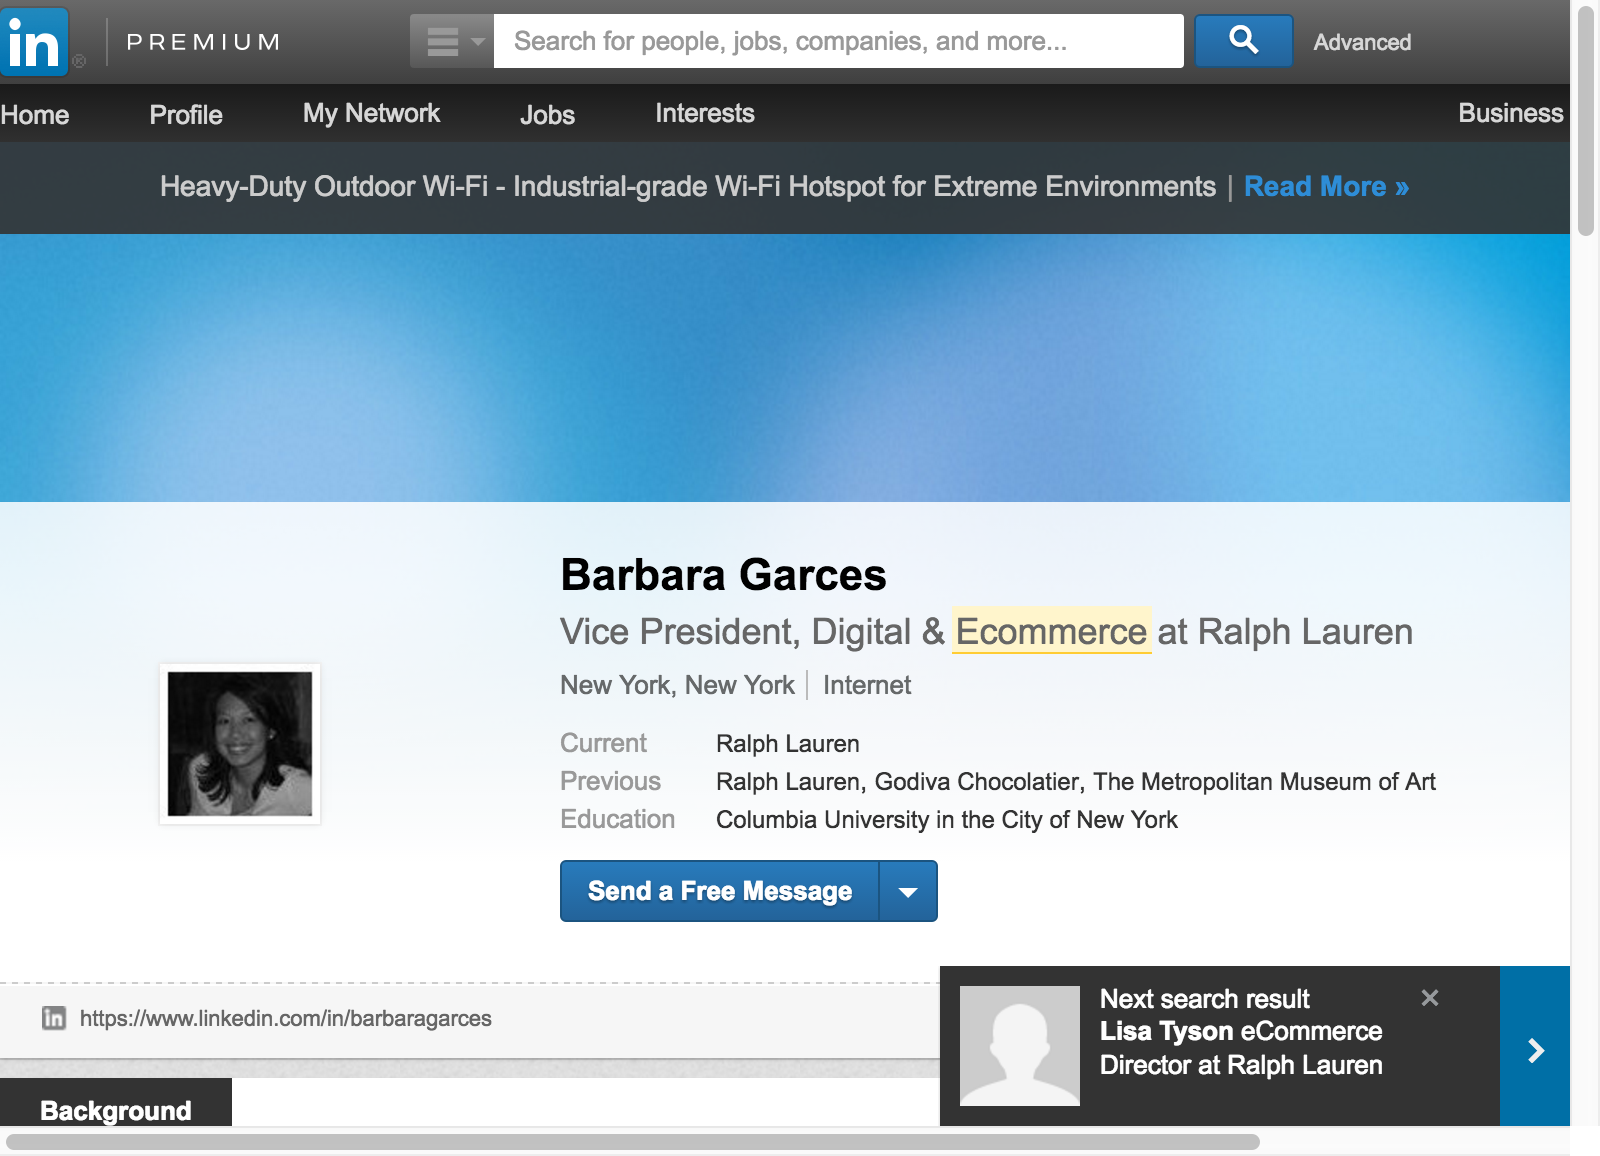 in ® PREMIUM Search for people, jobs, companies, and more... Advanced
Home Profile My Network Jobs Interests Business
Heavy-Duty Outdoor Wi-Fi - Industrial-grade Wi-Fi Hotspot for Extreme Environments | Read More »
Barbara Garces
Vice President, Digital & Ecommerce at Ralph Lauren
New York, New York | Internet
Current Ralph Lauren
Previous Ralph Lauren, Godiva Chocolatier, The Metropolitan Museum of Art
Education Columbia University in the City of New York
Send a Free Message
in https://www.linkedin.com/in/barbaragarces
Next search result
Lisa Tyson eCommerce
Director at Ralph Lauren
Background